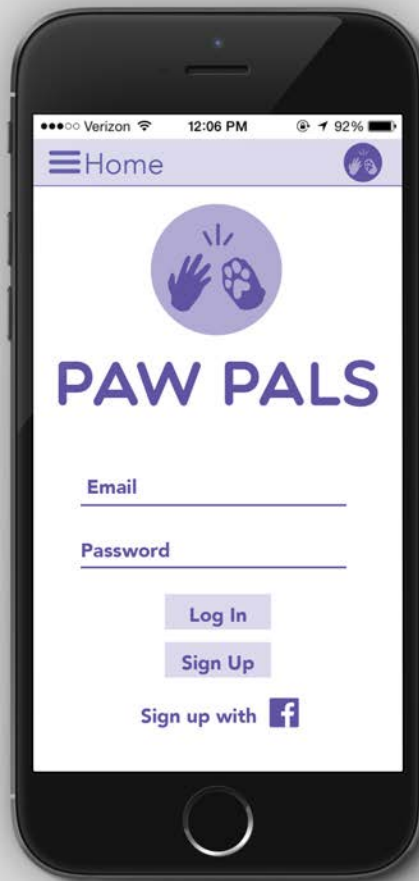 Verizon 12:06 PM 92%
Home
PAW PALS
Email
Password
Log In
Sign Up
Sign up with f